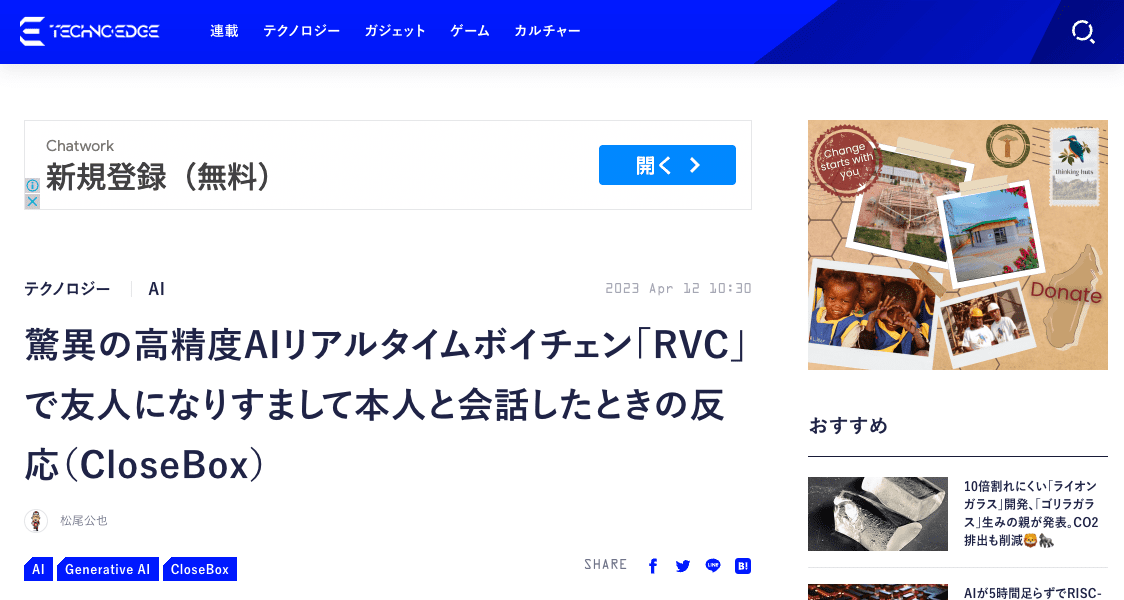 TECHNOEDGE
連載 テクノロジー ガジェット ゲーム カルチャー
Chatwork
新規登録（無料）
開く
Change
starts with
you
thinking huts
Donate
テクノロジー AI
2023 Apr 12 10:30
驚異の高精度AIリアルタイムボイチェン「RVC」
で友人になりすまして本人と会話したときの反
応（CloseBox）
松尾公也
AI Generative AI CloseBox
SHARE
LINE
B!
おすすめ
10倍割れにくい「ライオン
ガラス」開発、「ゴリラガラ
ス」生みの親が発表。CO2
排出も削減🦁🦍
AIが5時間足らずでRISC-